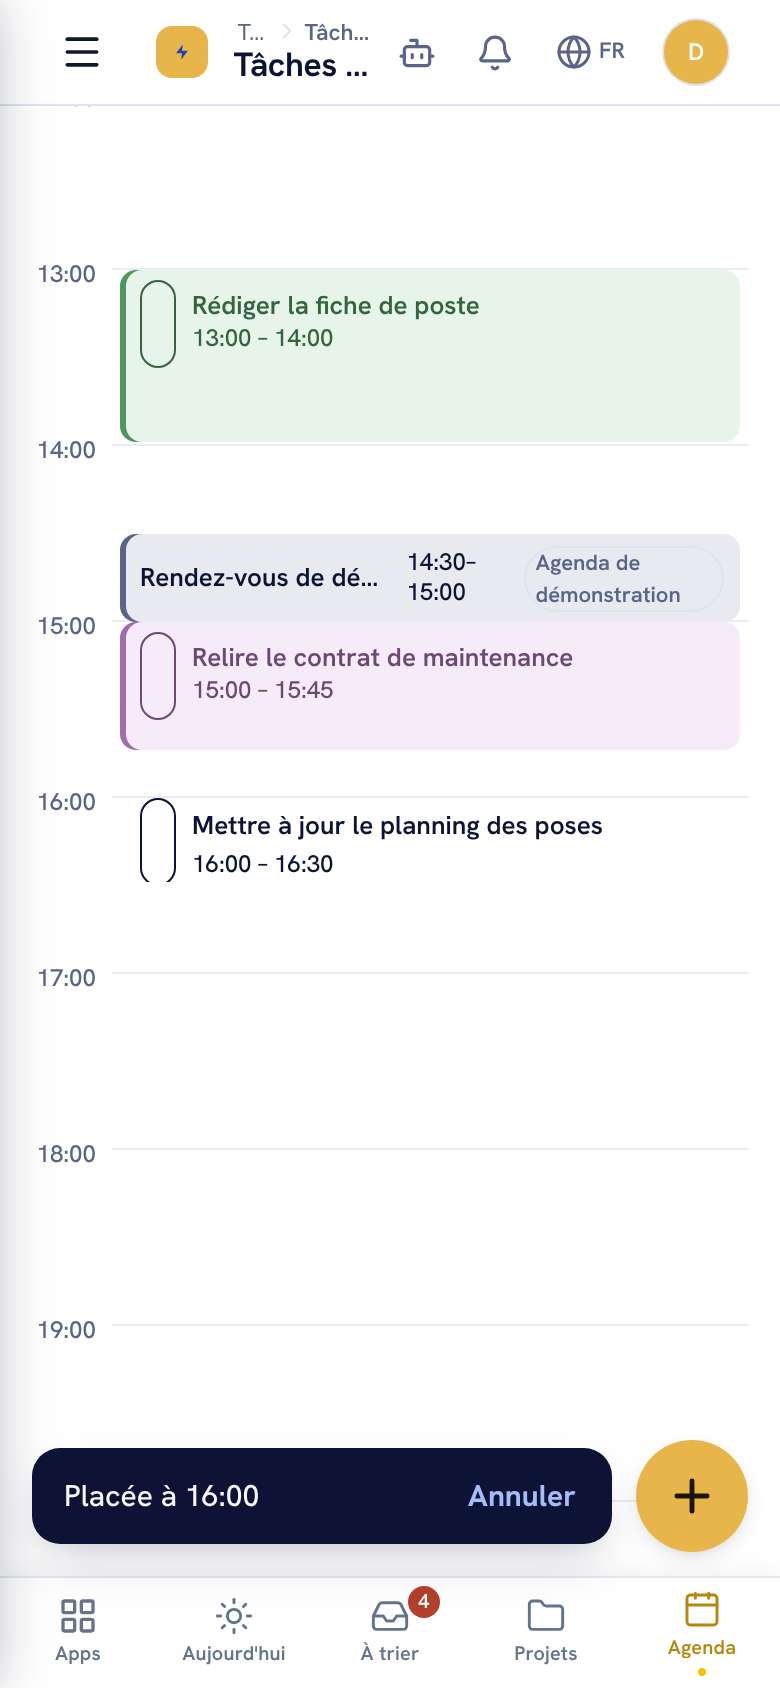 T... > Tâch...
Tâches ...
FR
D
13:00
Rédiger la fiche de poste
13:00 – 14:00
14:00
Rendez-vous de dé...
14:30–
15:00
Agenda de
démonstration
15:00
Relire le contrat de maintenance
15:00 – 15:45
16:00
Mettre à jour le planning des poses
16:00 – 16:30
17:00
18:00
19:00
Placée à 16:00
Annuler
4
Apps
Aujourd'hui
À trier
Projets
Agenda